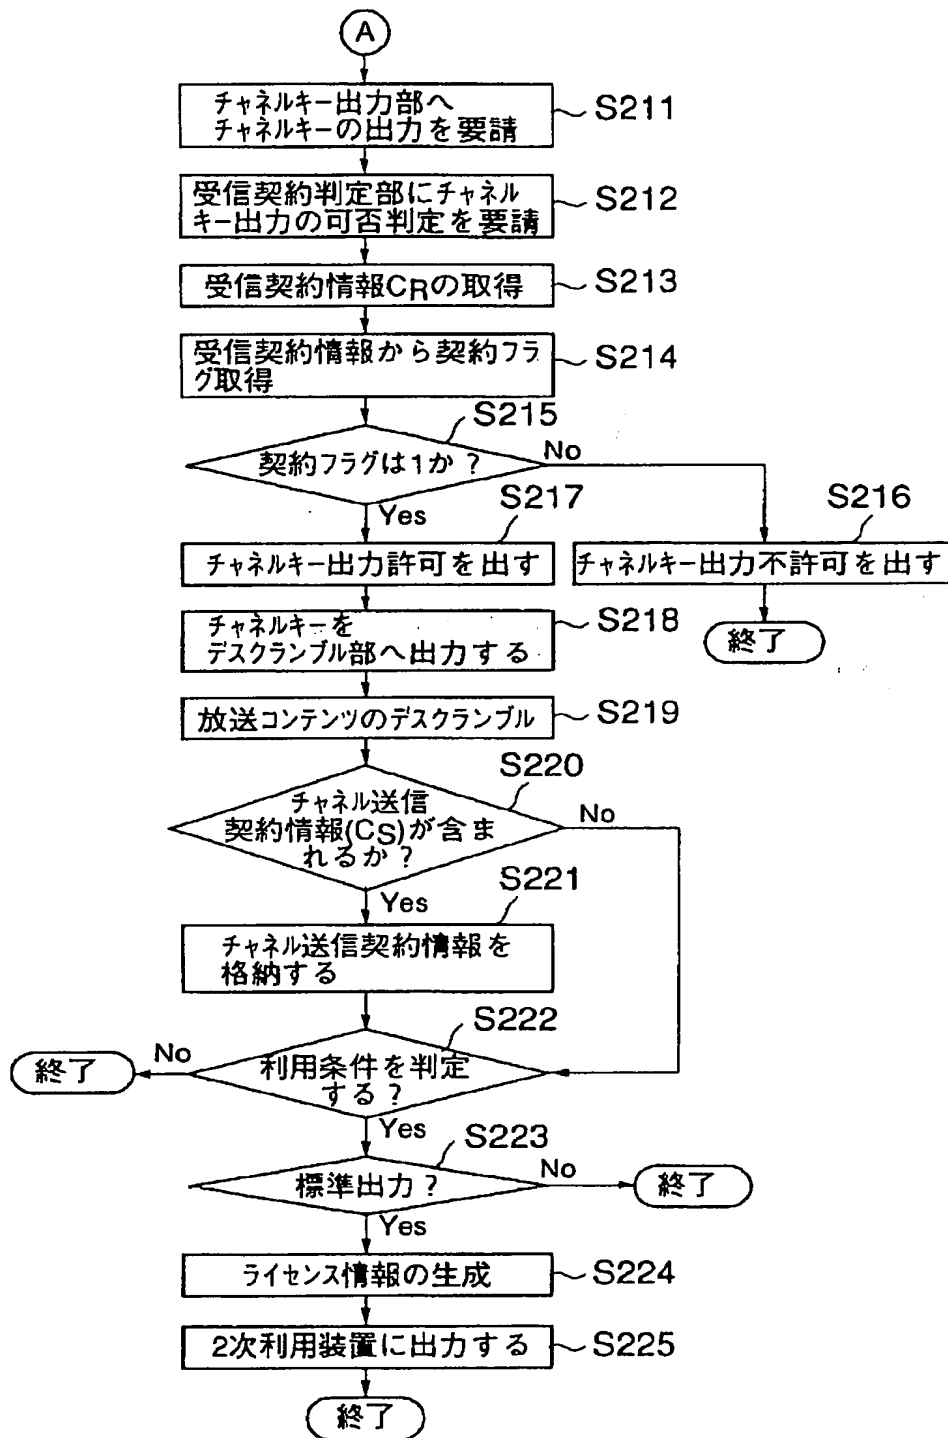 A
チャネルキー出力部へ
チャネルキーの出力を要請
S211
受信契約判定部にチャネル
キー出力の可否判定を要請
S212
受信契約情報CRの取得
S213
受信契約情報から契約フラ
グ取得
S214
S215
契約フラグは1か？
No
Yes
S217
S216
チャネルキー出力許可を出す
チャネルキー出力不許可を出す
チャネルキーを
デスクランブル部へ出力する
S218
終了
放送コンテンツのデスクランブル
S219
S220
チャネル送信
契約情報(CS)が含ま
れるか？
No
Yes
S221
チャネル送信契約情報を
格納する
S222
利用条件を判定
する？
No
終了
Yes
S223
標準出力？
No
終了
Yes
ライセンス情報の生成
S224
2次利用装置に出力する
S225
終了